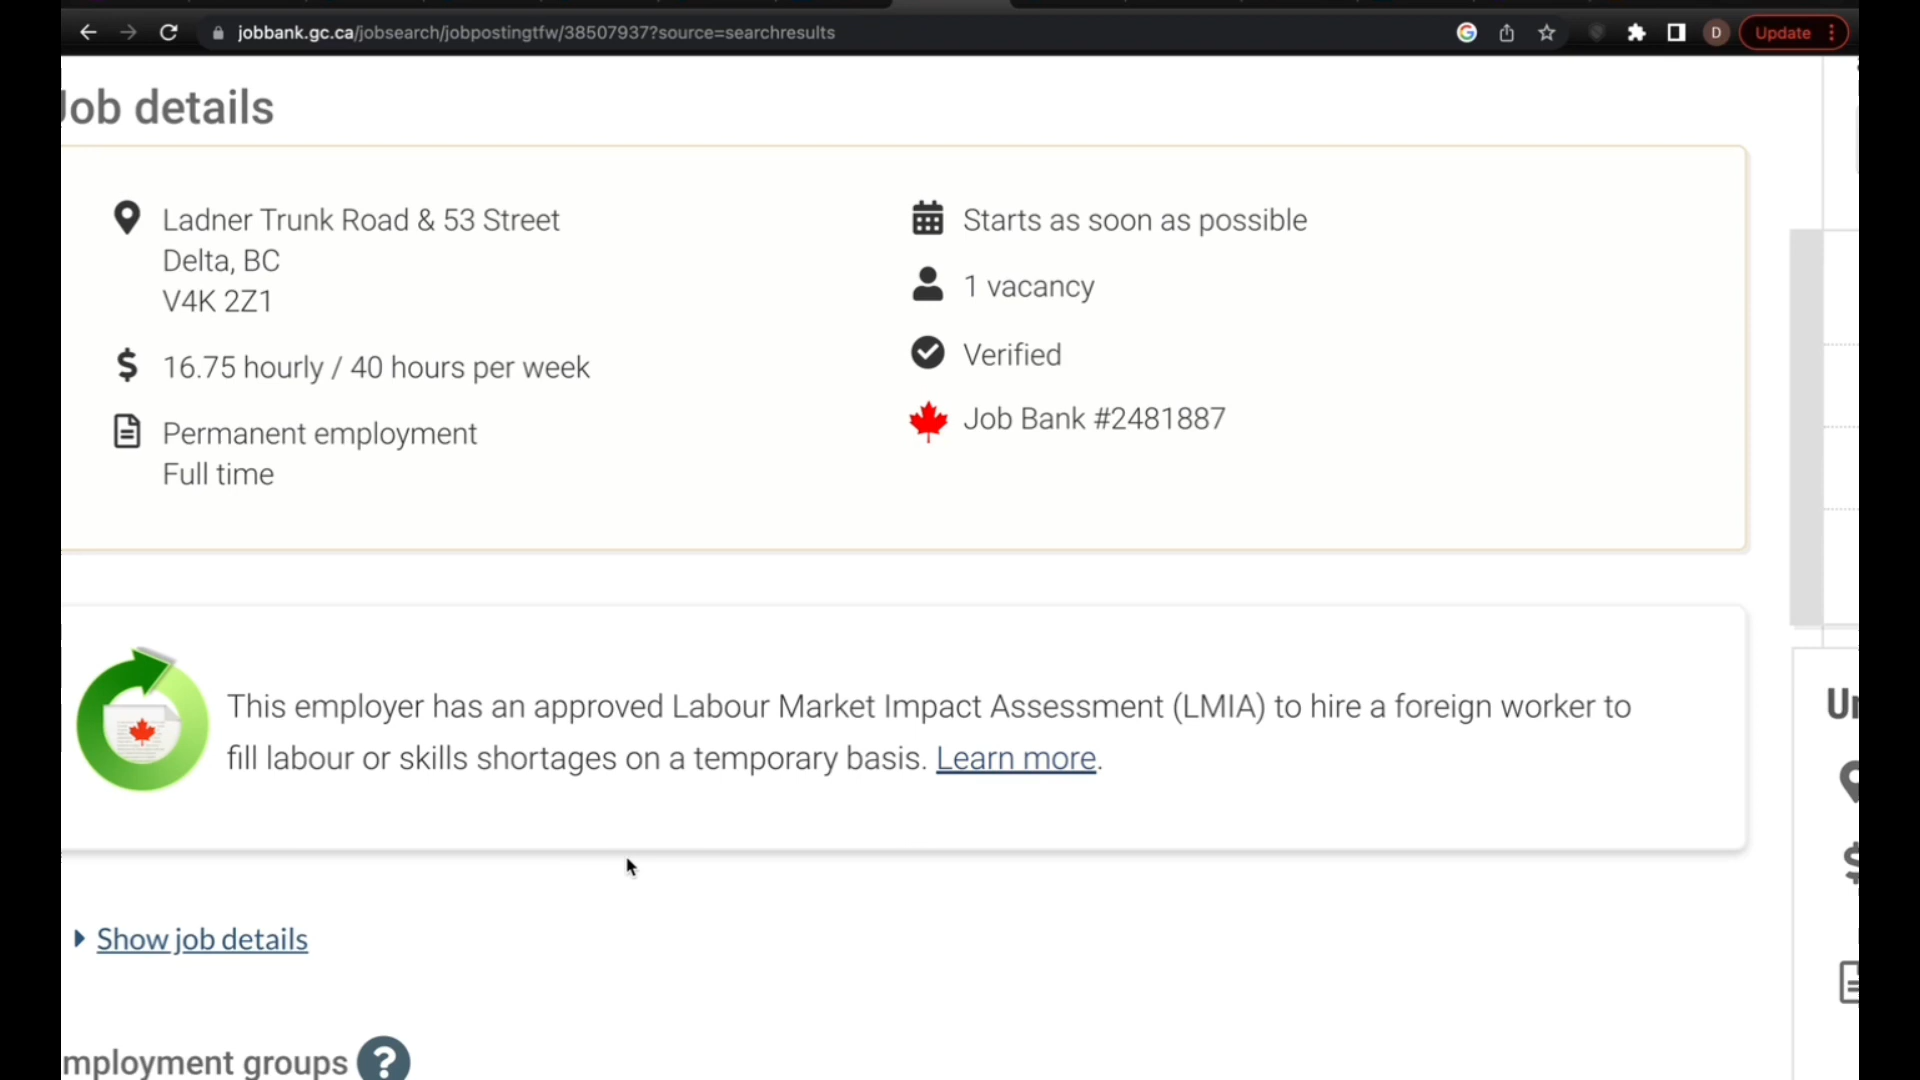 jobbank.gc.ca/jobsearch/jobpostingtfw/38507937?source=searchresults
D
Update
Job details
Ladner Trunk Road & 53 Street
Delta, BC
V4K 2Z1
16.75 hourly / 40 hours per week
Permanent employment
Full time
Starts as soon as possible
1 vacancy
Verified
Job Bank #2481887
This employer has an approved Labour Market Impact Assessment (LMIA) to hire a foreign worker to
fill labour or skills shortages on a temporary basis. Learn more.
Show job details
mployment groups ?